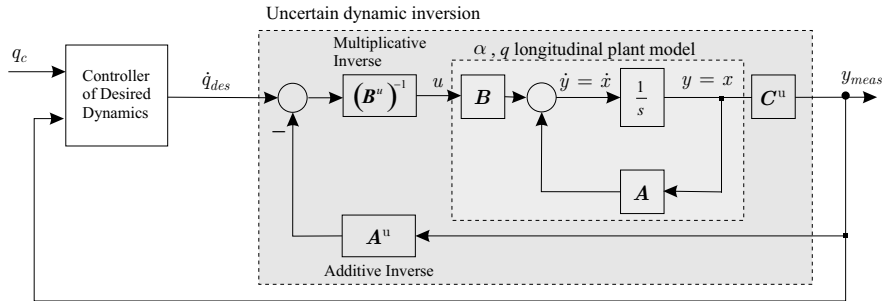 Uncertain dynamic inversion
q_c
Controller
of Desired
Dynamics
q̇_des
Multiplicative
Inverse
(B^u)^-1
u
α , q longitudinal plant model
B
ẏ = ẋ
1/s
y = x
C^u
y_meas
A
−
A^u
Additive Inverse